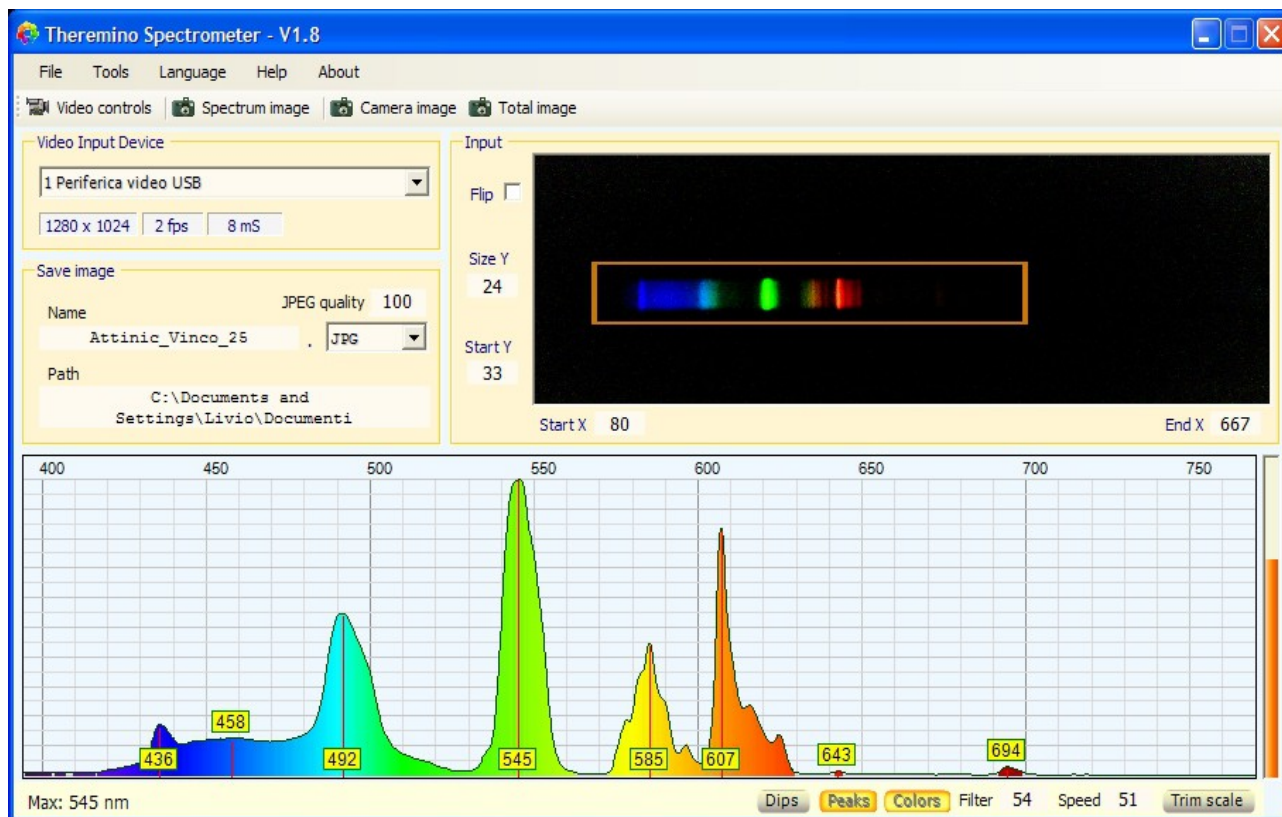 Theremino Spectrometer - V1.8
File Tools Language Help About
Video controls Spectrum image Camera image Total image
Video Input Device
1 Periferica video USB
1280 x 1024 2 fps 8 mS
Save image
Name JPEG quality 100
Attinic_Vinco_25 . JPG
Path
C:\Documents and
Settings\Livio\Documenti
Input
Flip
Size Y
24
Start Y
33
Start X 80 End X 667
400 450 500 550 600 650 700 750
436 458 492 545 585 607 643 694
Max: 545 nm Dips Peaks Colors Filter 54 Speed 51 Trim scale